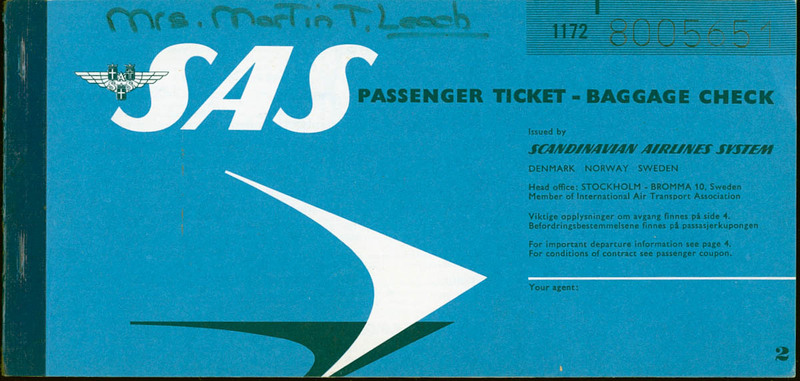 Mrs. Martin T. Leach
1172 8005651
SAS
PASSENGER TICKET - BAGGAGE CHECK
Issued by
SCANDINAVIAN AIRLINES SYSTEM
DENMARK NORWAY SWEDEN
Head office: STOCKHOLM - BROMMA 10, Sweden
Member of International Air Transport Association
Viktige opplysninger om avgang finnes på side 4.
Befordringsbestemmelsene finnes på passasjerkupongen
For important departure information see page 4.
For conditions of contract see passenger coupon.
Your agent:
2